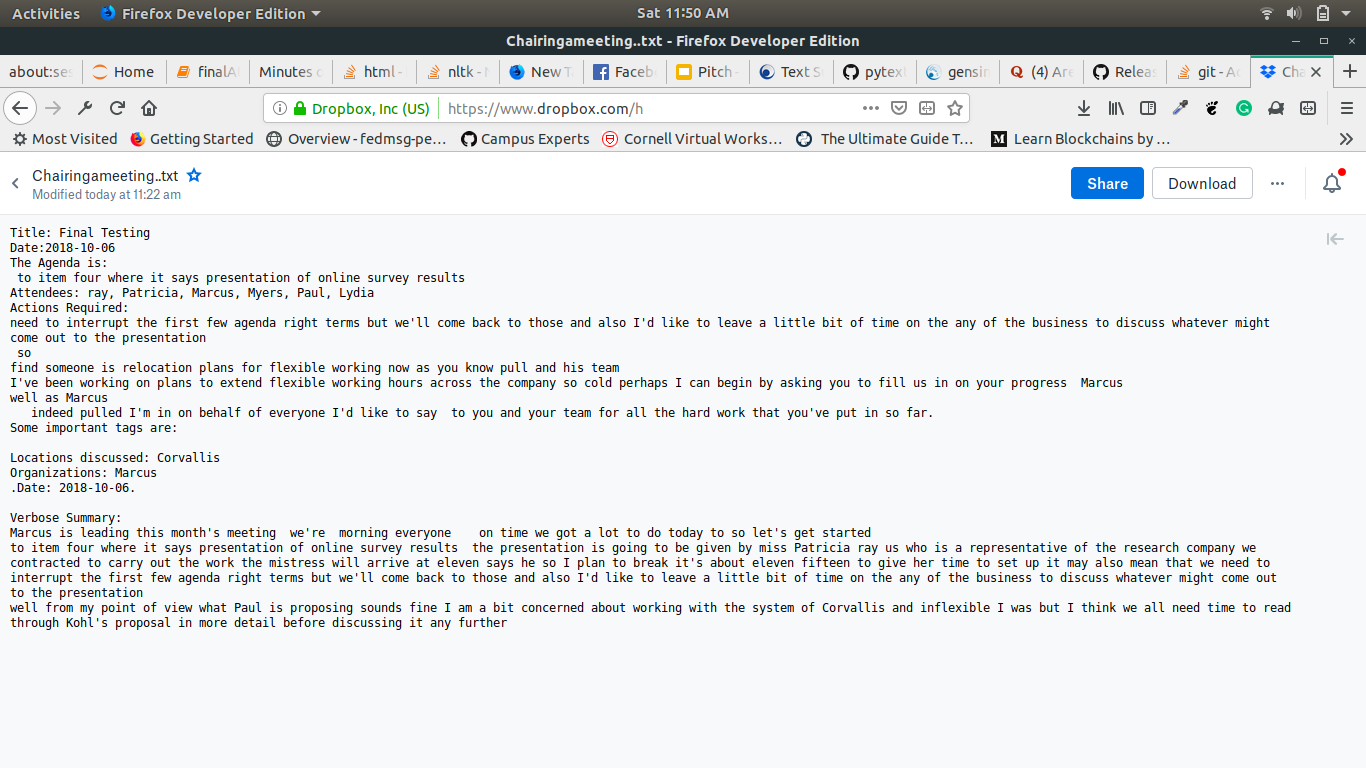 Activities Firefox Developer Edition Sat 11:50 AM
Chairingameeting..txt - Firefox Developer Edition
about:ses Home finalA Minutes html - nltk - New T Faceb Pitch Text S pytex gensin (4) Are Releas git - Ch
Dropbox, Inc (US) https://www.dropbox.com/h
Most Visited Getting Started Overview - fedmsg-pe... Campus Experts Cornell Virtual Works... The Ultimate Guide T... Learn Blockchains by ...
Chairingameeting..txt
Share Download
Modified today at 11:22 am
Title: Final Testing
Date:2018-10-06
The Agenda is:
to item four where it says presentation of online survey results
Attendees: ray, Patricia, Marcus, Myers, Paul, Lydia
Actions Required:
need to interrupt the first few agenda right terms but we'll come back to those and also I'd like to leave a little bit of time on the any of the business to discuss whatever might
come out to the presentation
so
find someone is relocation plans for flexible working now as you know pull and his team
I've been working on plans to extend flexible working hours across the company so cold perhaps I can begin by asking you to fill us in on your progress  Marcus
well as Marcus
indeed pulled I'm in on behalf of everyone I'd like to say  to you and your team for all the hard work that you've put in so far.
Some important tags are:
Locations discussed: Corvallis
Organizations: Marcus
.Date: 2018-10-06.
Verbose Summary:
Marcus is leading this month's meeting  we're  morning everyone    on time we got a lot to do today to so let's get started
to item four where it says presentation of online survey results  the presentation is going to be given by miss Patricia ray us who is a representative of the research company we
contracted to carry out the work the mistress will arrive at eleven says he so I plan to break it's about eleven fifteen to give her time to set up it may also mean that we need to
interrupt the first few agenda right terms but we'll come back to those and also I'd like to leave a little bit of time on the any of the business to discuss whatever might come out
to the presentation
well from my point of view what Paul is proposing sounds fine I am a bit concerned about working with the system of Corvallis and inflexible I was but I think we all need time to read
through Kohl's proposal in more detail before discussing it any further